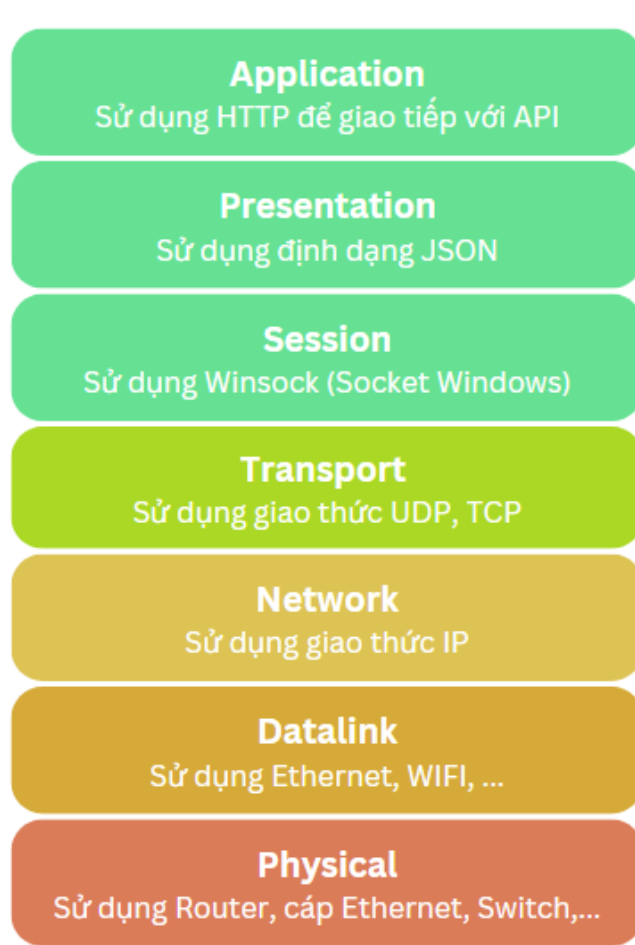 Application
Sử dụng HTTP để giao tiếp với API
Presentation
Sử dụng định dạng JSON
Session
Sử dụng Winsock (Socket Windows)
Transport
Sử dụng giao thức UDP, TCP
Network
Sử dụng giao thức IP
Datalink
Sử dụng Ethernet, WIFI, ...
Physical
Sử dụng Router, cáp Ethernet, Switch,...